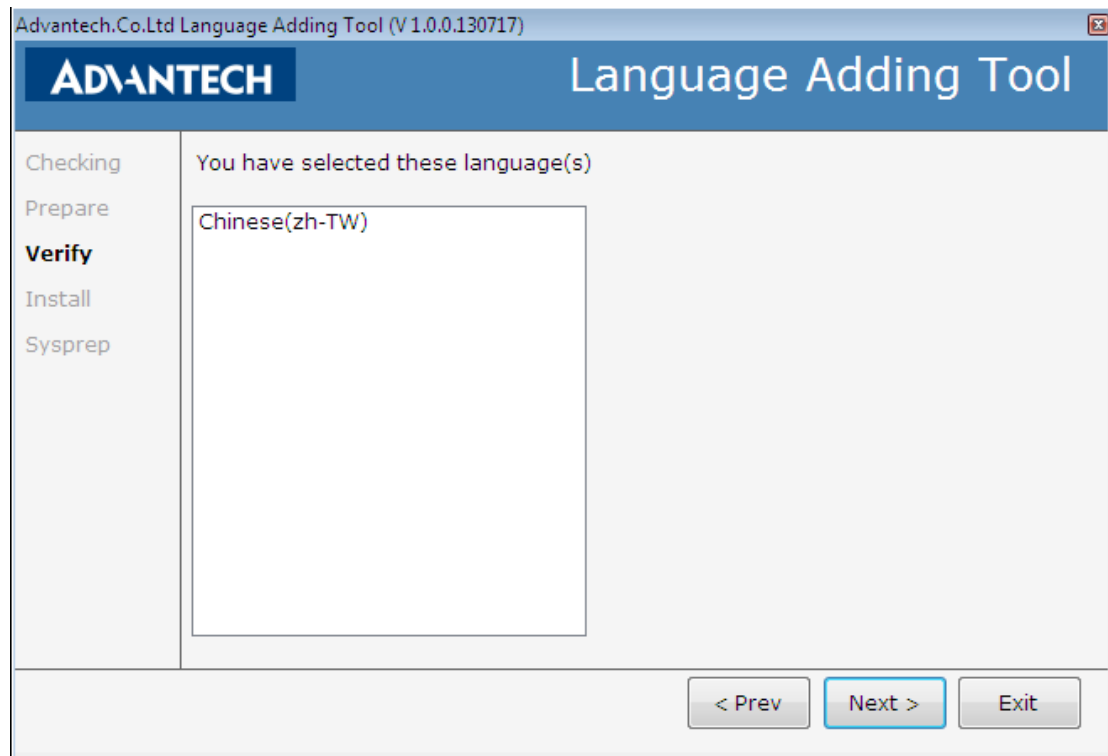 Advantech.Co.Ltd Language Adding Tool (V 1.0.0.130717)
ADVANTECH
Language Adding Tool
Checking
Prepare
Verify
Install
Sysprep
You have selected these language(s)
Chinese(zh-TW)
< Prev
Next >
Exit